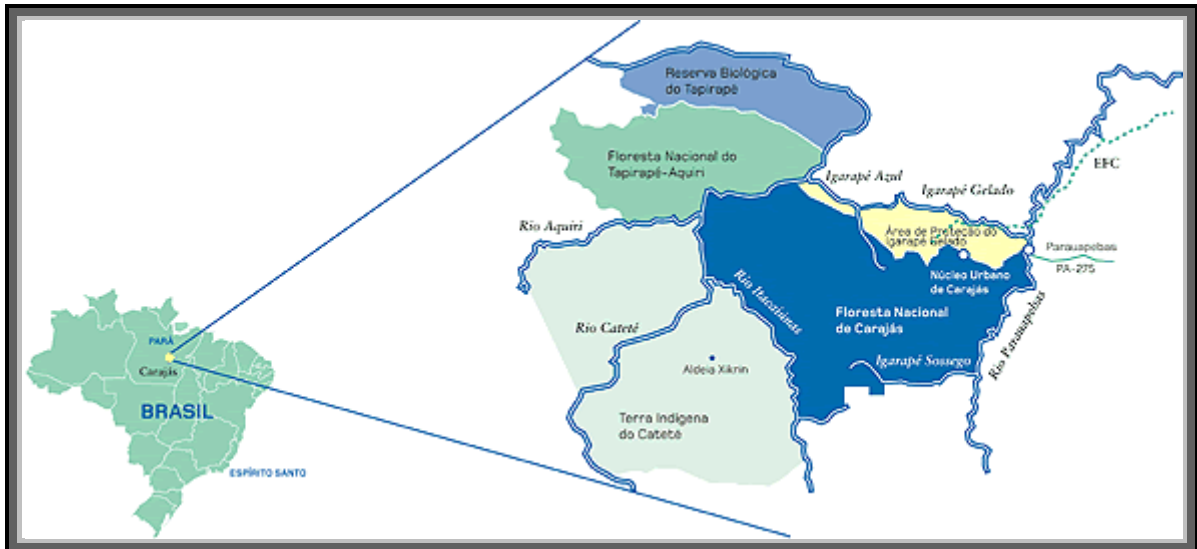 Reserva Biológica
do Tapirapé
Floresta Nacional do
Tapirapé-Aquiri
EFC
Igarapé Azul
Igarapé Gelado
Rio Aquiri
Área de Proteção do
Igarapé Gelado
Parauapebas
PA-275
Núcleo Urbano
de Carajás
Rio Itacaiúnas
Floresta Nacional
de Carajás
Rio Parauapebas
Rio Cateté
Igarapé Sossego
Aldeia Xikrin
Terra Indígena
do Cateté
PARÁ
Carajás
BRASIL
ESPÍRITO SANTO